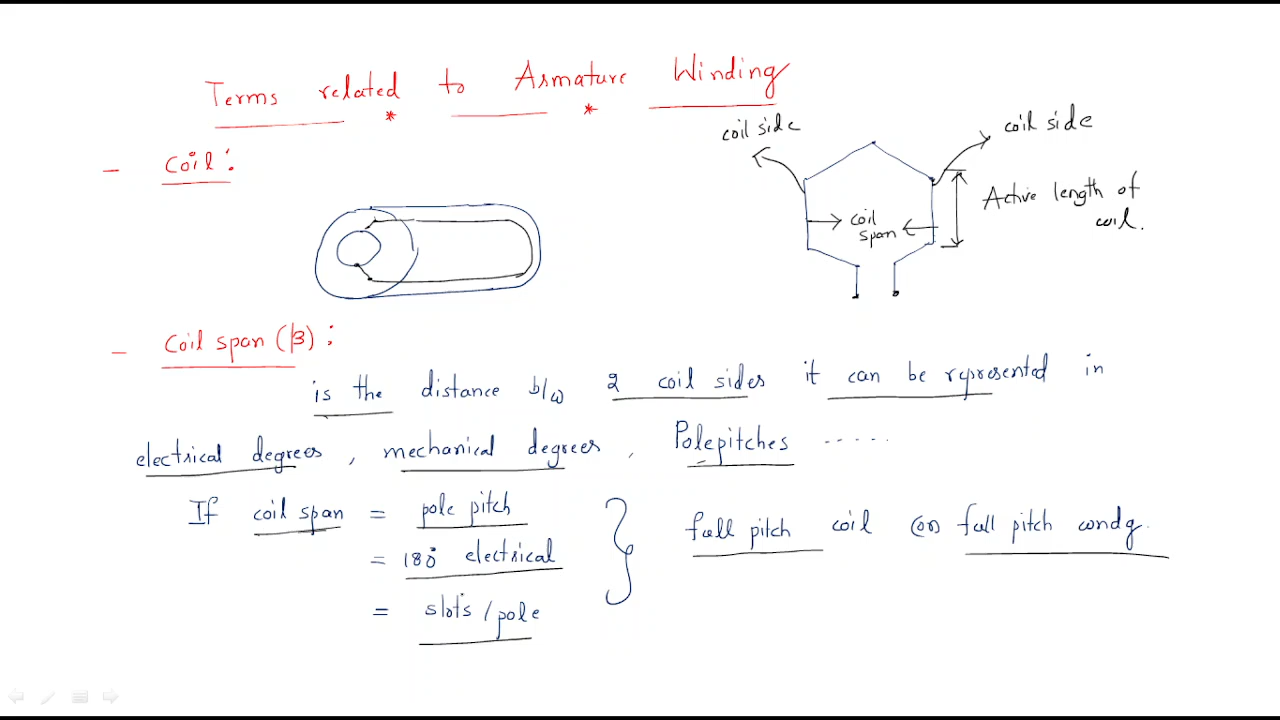 Terms related to Armature Winding
* *
- Coil:
coil side
coil side
Active length of
coil.
coil
span
- Coil span (β):
is the distance b/w 2 coil sides it can be represented in
electrical degrees, mechanical degrees, Polepitches ......
If coil span = pole pitch
= 180° electrical
= slots/pole
full pitch coil (or) full pitch wondg.